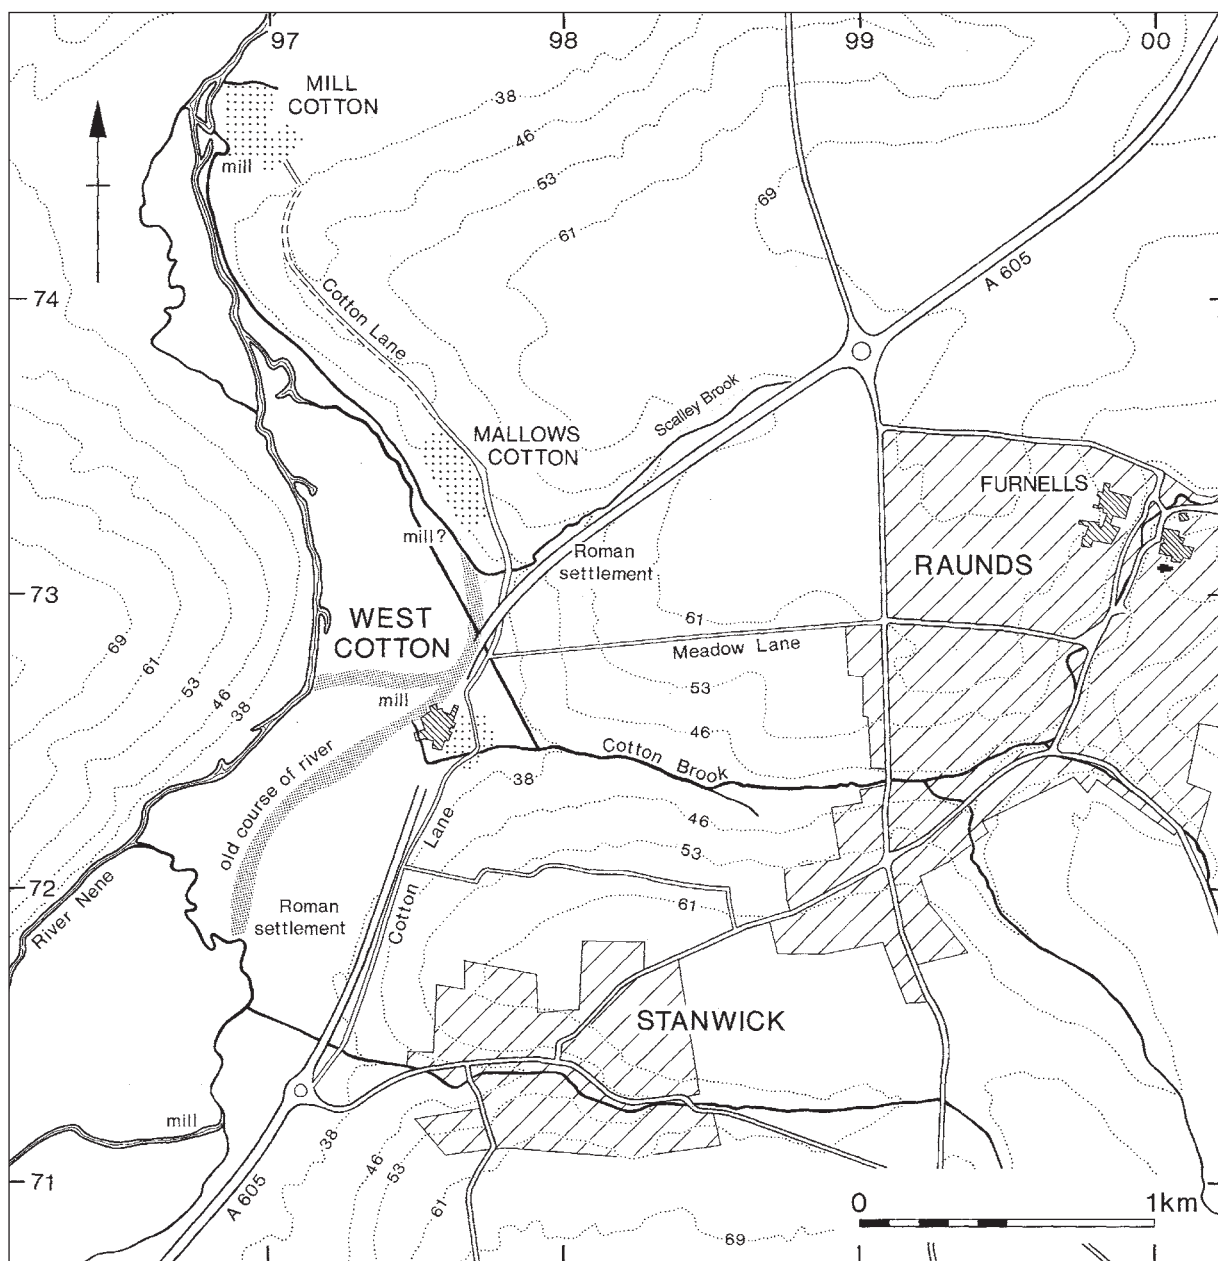 97
98
99
00
MILL
COTTON
38
46
53
61
69
mill
A 605
74
Cotton Lane
Scalley Brook
MALLOWS
COTTON
FURNELLS
mill?
Roman
settlement
RAUNDS
73
WEST
COTTON
61
Meadow Lane
69
61
53
46
38
mill
53
46
Cotton Brook
old course of river
38
Lane
46
53
River Nene
72
Roman
settlement
Cotton
61
STANWICK
mill
38
46
53
61
71
A 605
69
0
1km